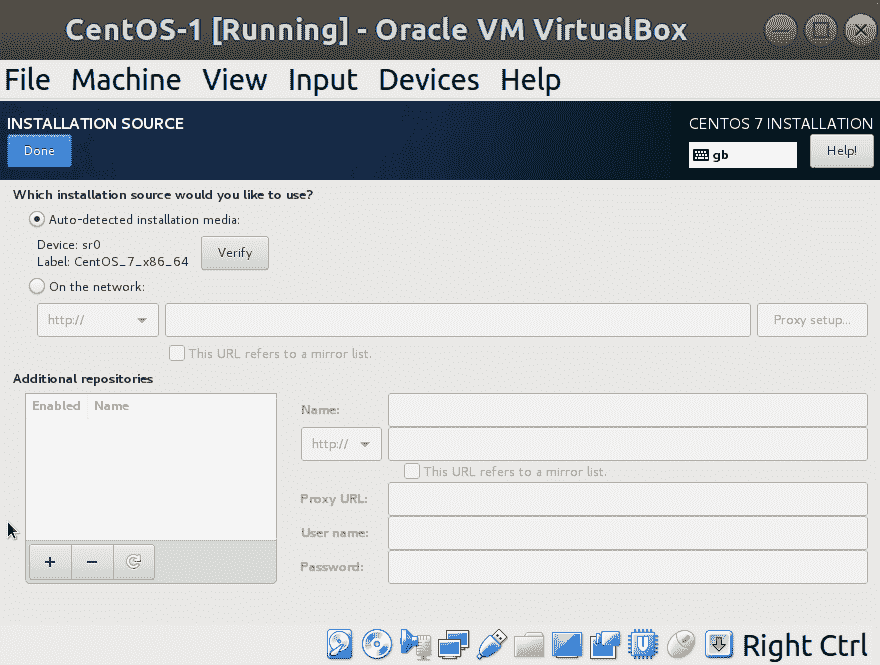 CentOS-1 [Running] - Oracle VM VirtualBox
File Machine View Input Devices Help
INSTALLATION SOURCE
CENTOS 7 INSTALLATION
Done
gb
Help!
Which installation source would you like to use?
Auto-detected installation media:
Device: sr0
Label: CentOS_7_x86_64
Verify
On the network:
http://
Proxy setup...
This URL refers to a mirror list.
Additional repositories
Enabled Name
Name:
http://
This URL refers to a mirror list.
Proxy URL:
User name:
Password:
Right Ctrl